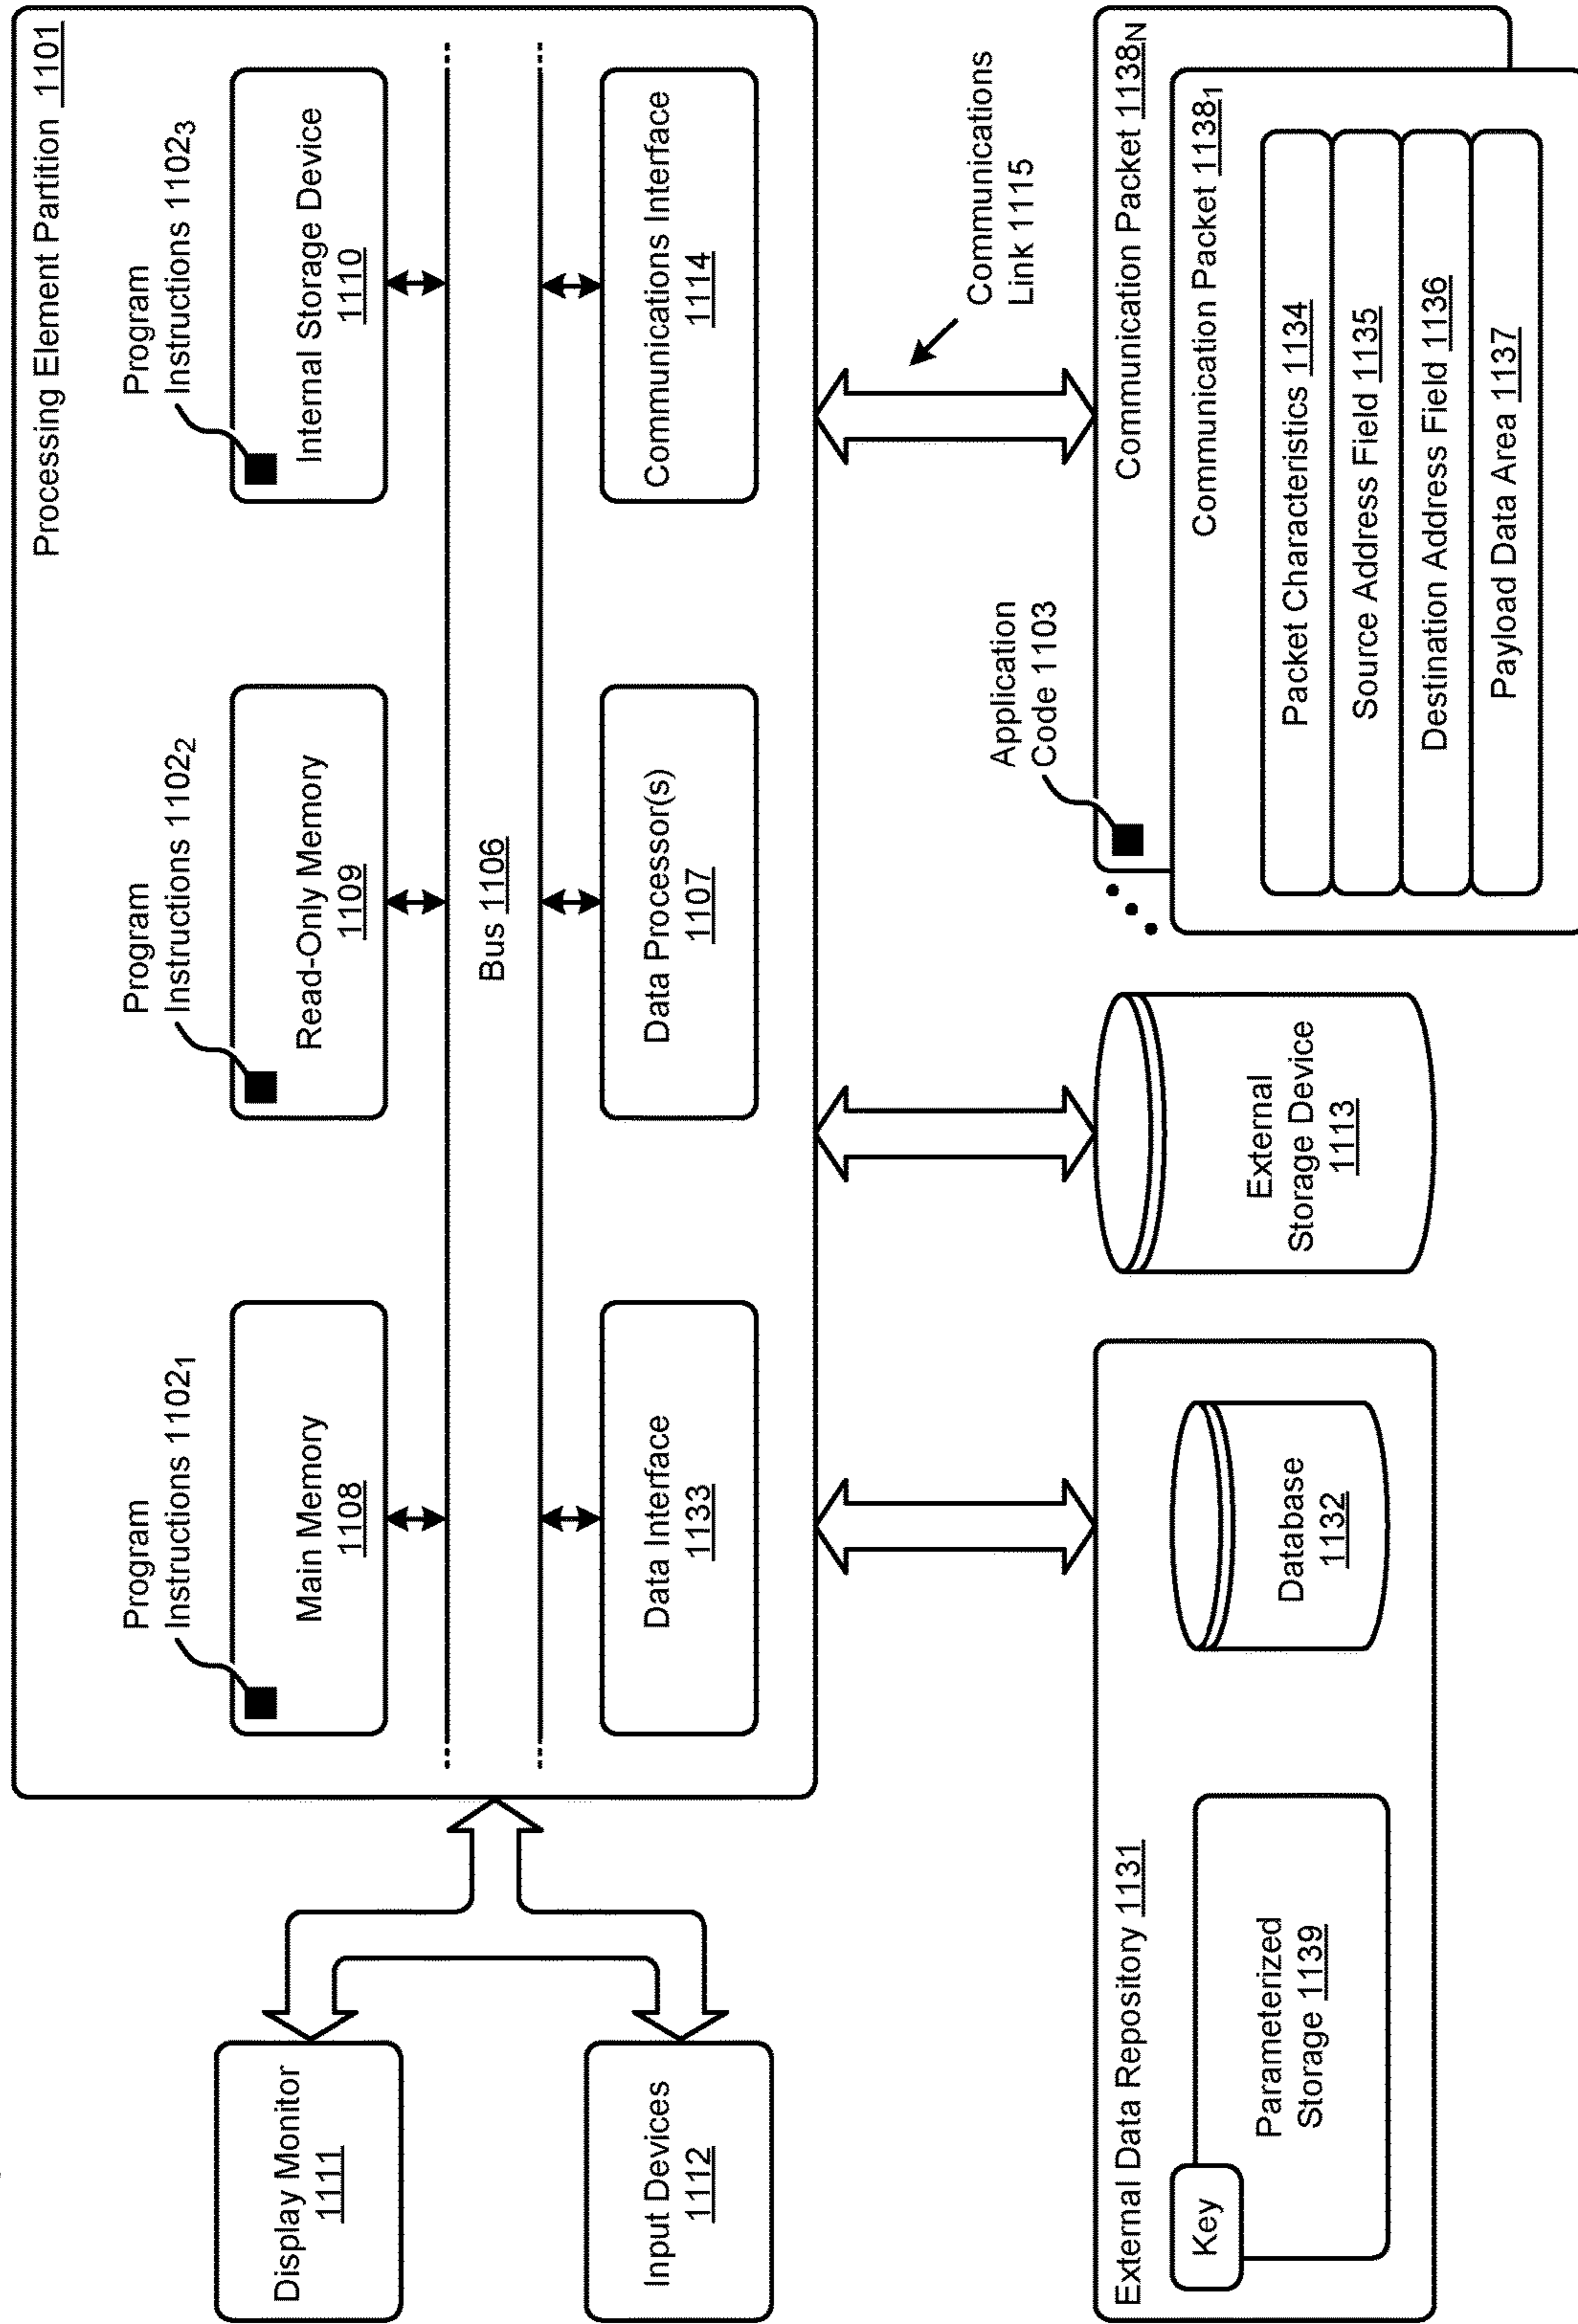 Processing Element Partition 1101
Program
Instructions 1102₁
Program
Instructions 1102₂
Program
Instructions 1102₃
Display Monitor
1111
Main Memory
1108
Read-Only Memory
1109
Internal Storage Device
1110
Bus 1106
Input Devices
1112
Data Interface
1133
Data Processor(s)
1107
Communications Interface
1114
Communications
Link 1115
Application
Code 1103
External Data Repository 1131
Key
Parameterized
Storage 1139
Database
1132
External
Storage Device
1113
Communication Packet 1138N
Communication Packet 1138₁
Packet Characteristics 1134
Source Address Field 1135
Destination Address Field 1136
Payload Data Area 1137